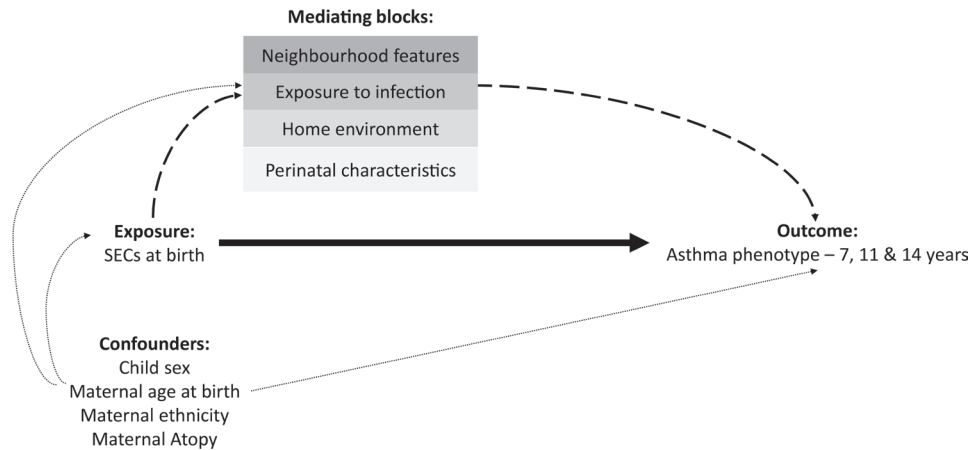 Mediating blocks:
Neighbourhood features
Exposure to infection
Home environment
Perinatal characteristics
Exposure:
SECs at birth
Outcome:
Asthma phenotype – 7, 11 & 14 years
Confounders:
Child sex
Maternal age at birth
Maternal ethnicity
Maternal Atopy